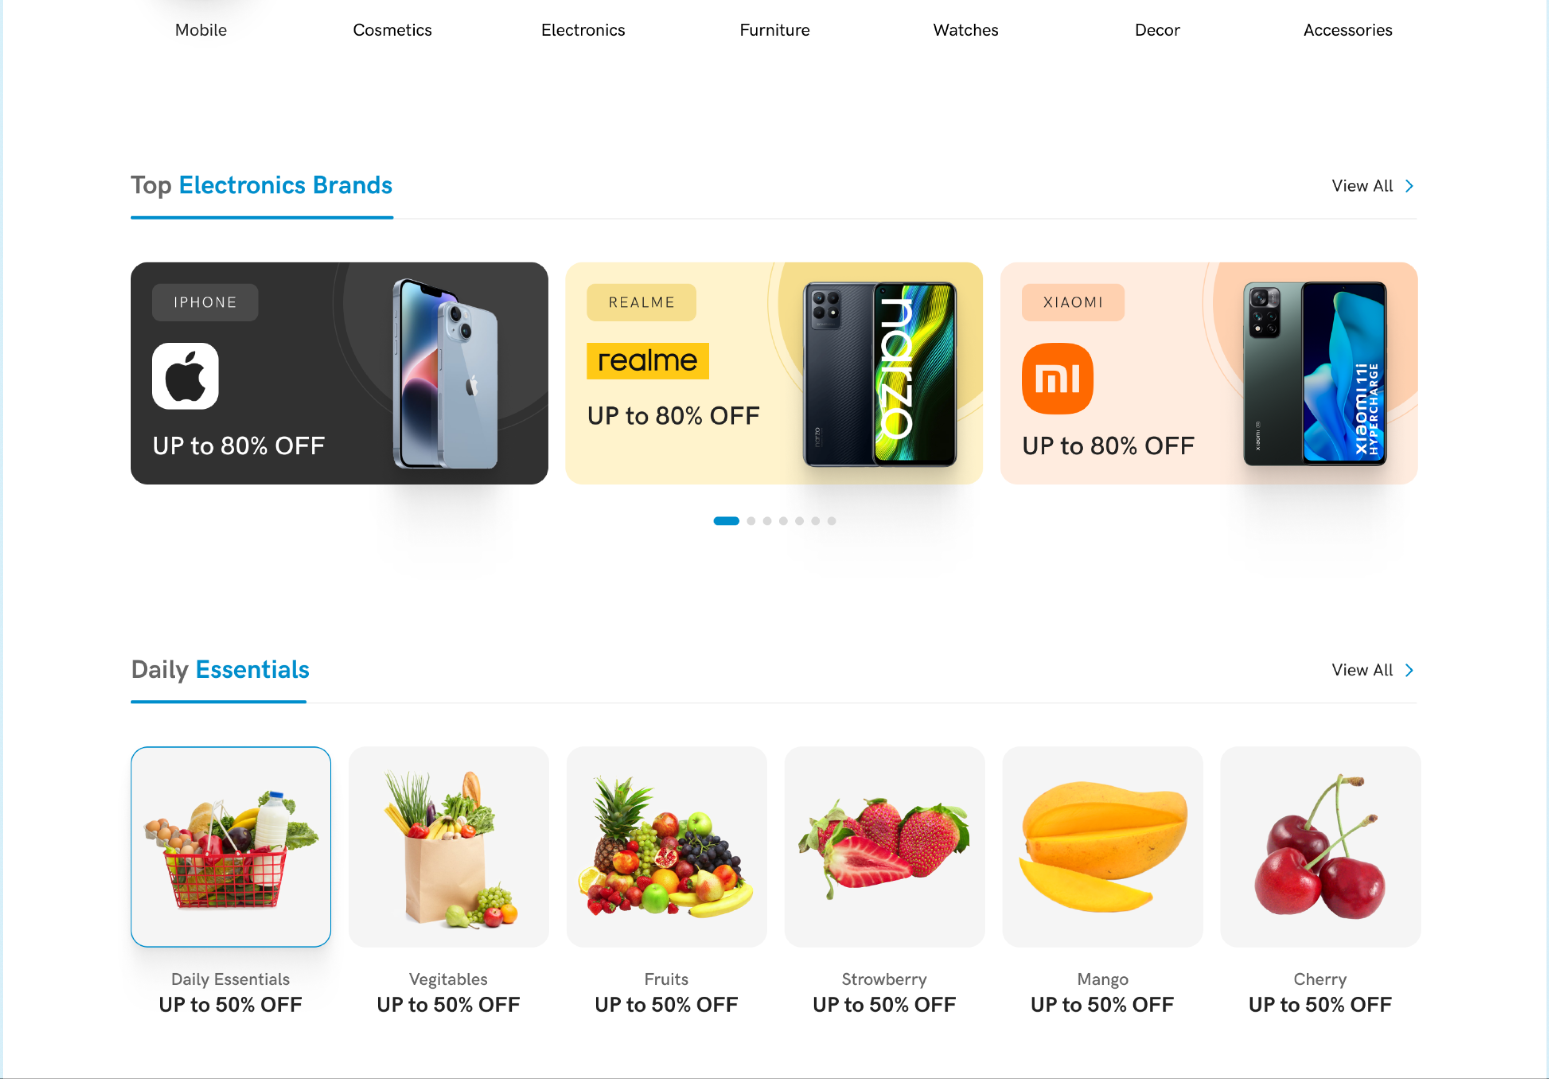 Mobile Cosmetics Electronics Furniture Watches Decor Accessories
Top Electronics Brands
View All
IPHONE
UP to 80% OFF
REALME
realme
UP to 80% OFF
narzo
narzo
XIAOMI
mi
UP to 80% OFF
xiaomi
Xiaomi 11i
HYPERCHARGE
Daily Essentials
View All
Daily Essentials
UP to 50% OFF
Vegitables
UP to 50% OFF
Fruits
UP to 50% OFF
Strowberry
UP to 50% OFF
Mango
UP to 50% OFF
Cherry
UP to 50% OFF